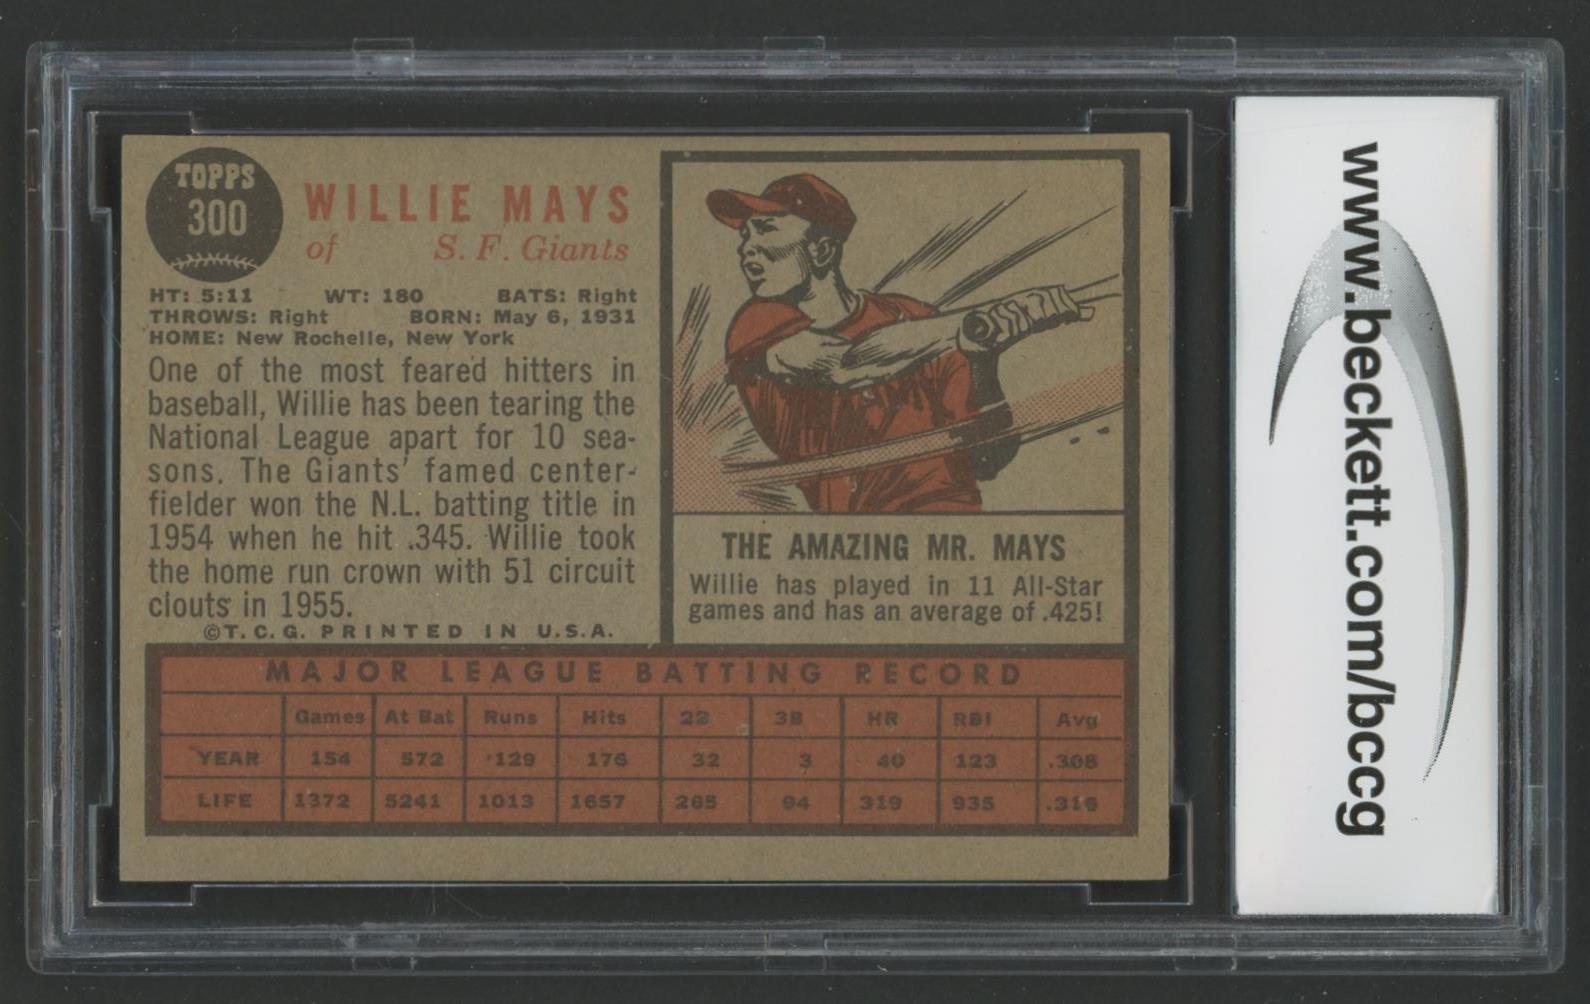 TOPPS
300
WILLIE MAYS
of S. F. Giants
HT: 5:11 WT: 180 BATS: Right
THROWS: Right BORN: May 6, 1931
HOME: New Rochelle, New York
One of the most feared hitters in
baseball, Willie has been tearing the
National League apart for 10 sea-
sons. The Giants' famed center-
fielder won the N.L. batting title in
1954 when he hit .345. Willie took
the home run crown with 51 circuit
clouts in 1955.
©T. C. G. PRINTED IN U.S.A.
THE AMAZING MR. MAYS
Willie has played in 11 All-Star
games and has an average of .425!
MAJOR LEAGUE BATTING RECORD
Games At Bat Runs Hits 2B 3B HR RBI Avg
YEAR 154 572 129 176 32 3 40 123 .308
LIFE 1372 5241 1013 1657 265 94 319 935 .316
www.beckett.com/bccg